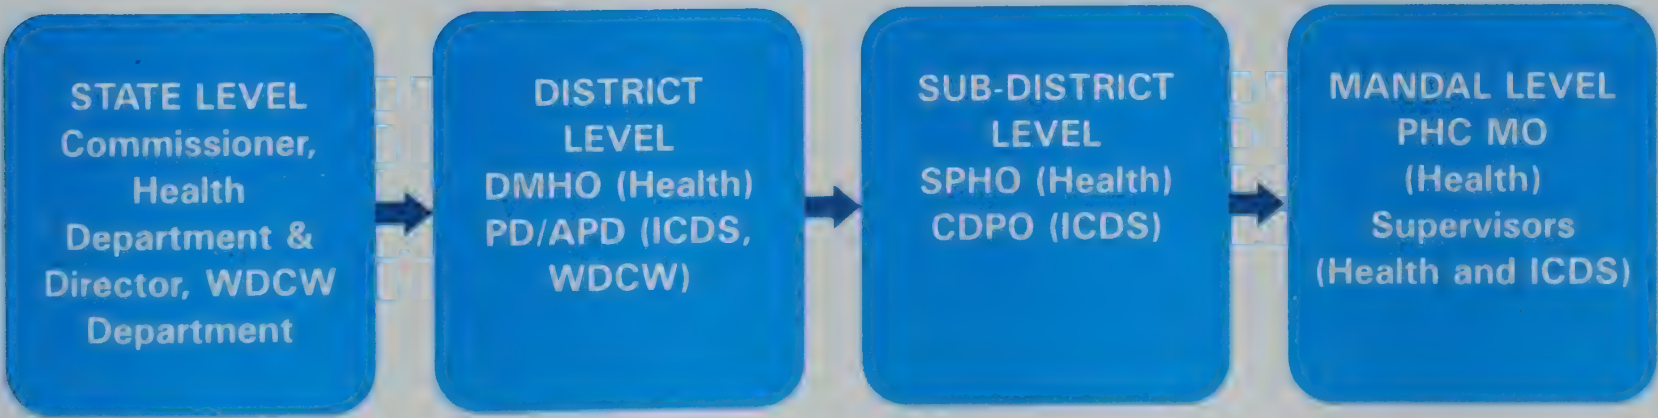 STATE LEVEL
Commissioner,
Health
Department &
Director, WDCW
Department
DISTRICT
LEVEL
DMHO (Health)
PD/APD (ICDS,
WDCW)
SUB-DISTRICT
LEVEL
SPHO (Health)
CDPO (ICDS)
MANDAL LEVEL
PHC MO
(Health)
Supervisors
(Health and ICDS)